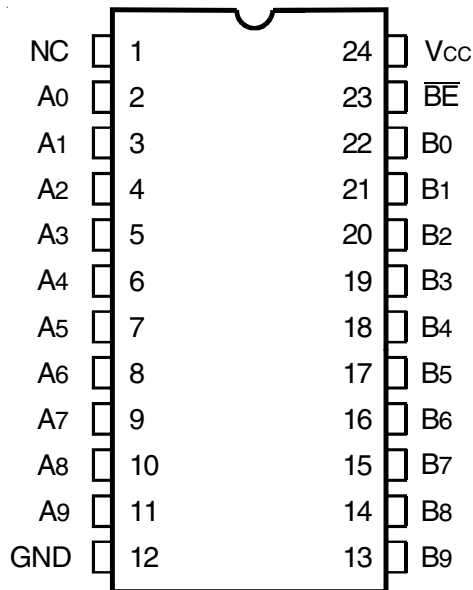 NC 1 24 VCC
A0 2 23 B̅E̅
A1 3 22 B0
A2 4 21 B1
A3 5 20 B2
A4 6 19 B3
A5 7 18 B4
A6 8 17 B5
A7 9 16 B6
A8 10 15 B7
A9 11 14 B8
GND 12 13 B9